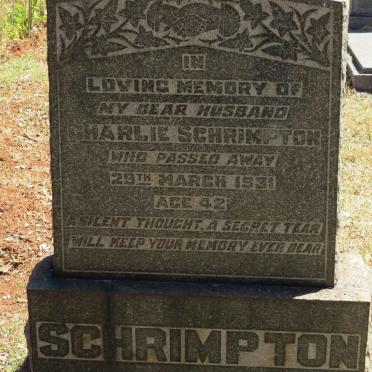 IN
LOVING MEMORY OF
MY DEAR HUSBAND
CHARLIE SCHRIMPTON
WHO PASSED AWAY
29TH MARCH 1931
AGE 42
A SILENT THOUGHT, A SECRET TEAR
WILL KEEP YOUR MEMORY EVER DEAR
SCHRIMPTON